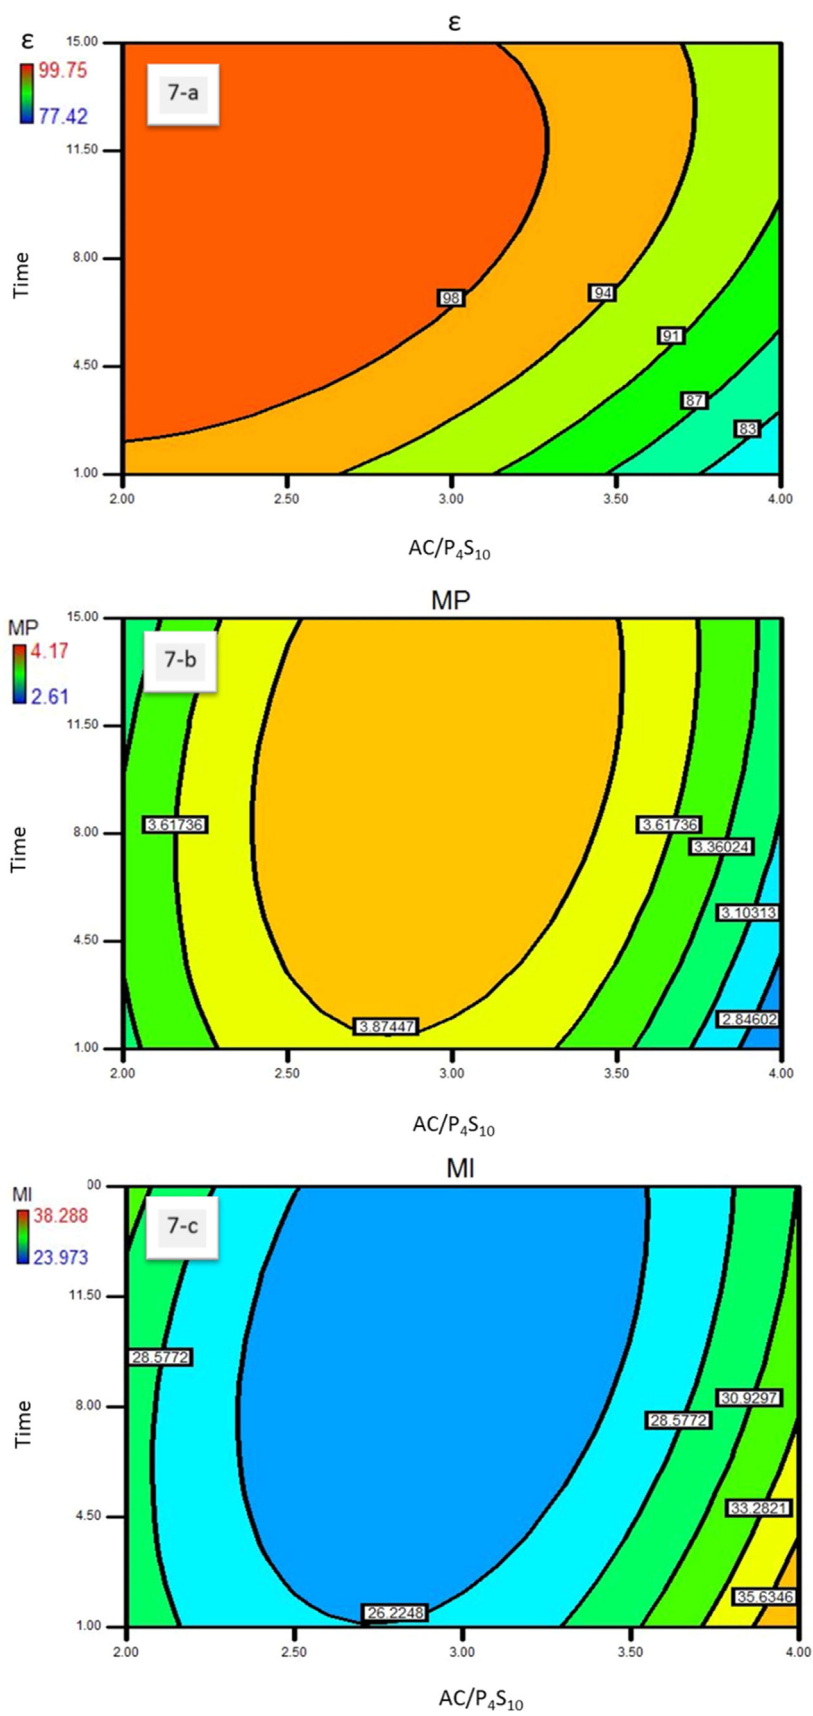 ε
ε
99.75
77.42
7-a
15.00
11.50
8.00
4.50
1.00
Time
98
94
91
87
83
2.00 2.50 3.00 3.50 4.00
AC/P₄S₁₀
MP
MP
4.17
2.61
7-b
15.00
11.50
8.00
4.50
1.00
Time
3.61736
3.61736
3.36024
3.10313
2.84602
3.87447
2.00 2.50 3.00 3.50 4.00
AC/P₄S₁₀
MI
MI
38.288
23.973
7-c
00
11.50
8.00
4.50
1.00
Time
28.5772
30.9297
28.5772
33.2821
35.6346
26.2248
2.00 2.50 3.00 3.50 4.00
AC/P₄S₁₀